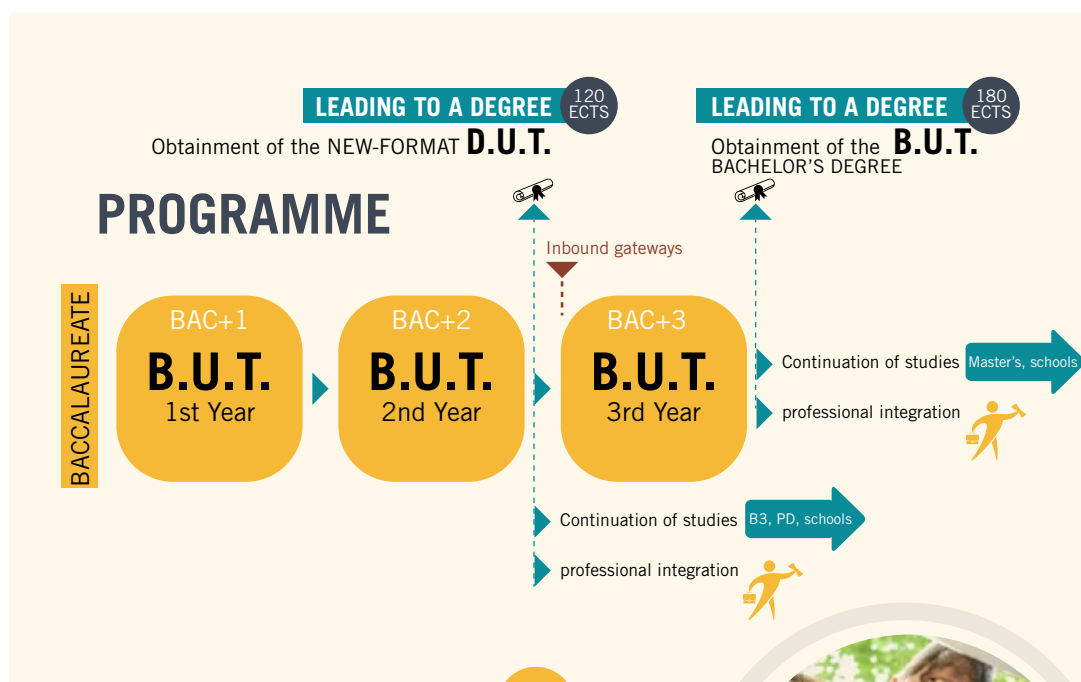 LEADING TO A DEGREE
120
ECTS
Obtainment of the NEW-FORMAT D.U.T.
LEADING TO A DEGREE
180
ECTS
Obtainment of the B.U.T.
BACHELOR'S DEGREE
PROGRAMME
Inbound gateways
BACCALAUREATE
BAC+1
B.U.T.
1st Year
BAC+2
B.U.T.
2nd Year
BAC+3
B.U.T.
3rd Year
Continuation of studies
Master's, schools
professional integration
Continuation of studies
B3, PD, schools
professional integration